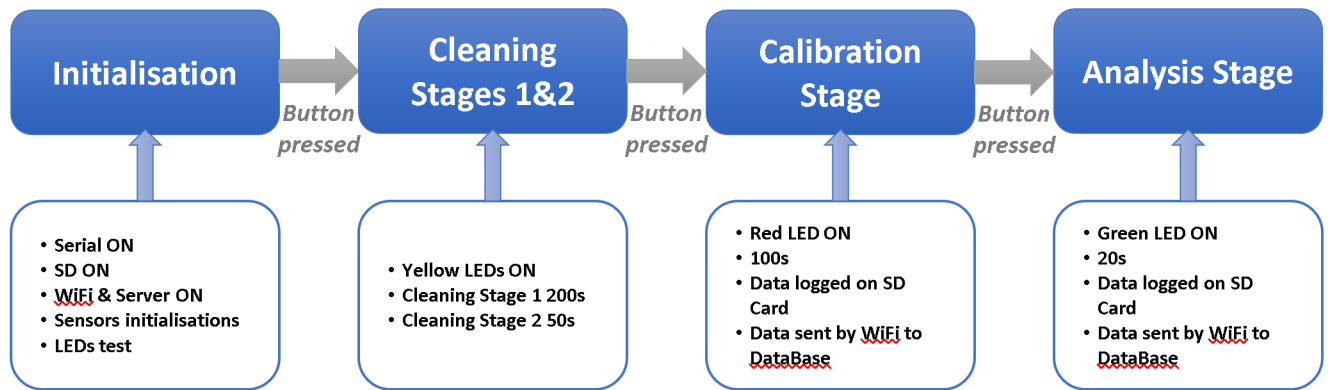 Initialisation
Button
pressed
Cleaning
Stages 1&2
Button
pressed
Calibration
Stage
Button
pressed
Analysis Stage
• Serial ON
• SD ON
• WiFi & Server ON
• Sensors initialisations
• LEDs test
• Yellow LEDs ON
• Cleaning Stage 1 200s
• Cleaning Stage 2 50s
• Red LED ON
• 100s
• Data logged on SD
Card
• Data sent by WiFi to
DataBase
• Green LED ON
• 20s
• Data logged on SD
Card
• Data sent by WiFi to
DataBase